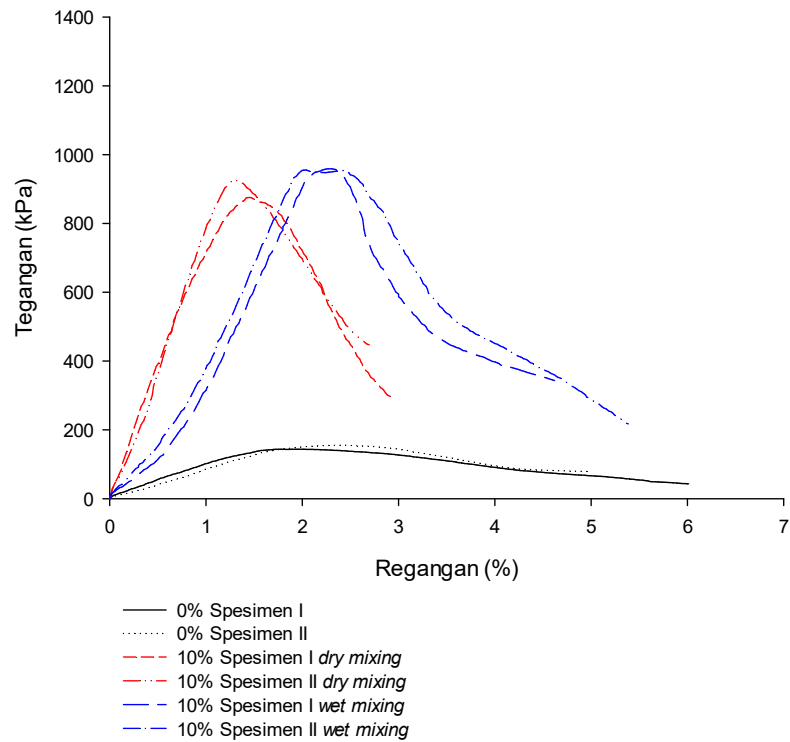 1400
1200
1000
800
600
400
200
0
Tegangan (kPa)
0 1 2 3 4 5 6 7
Regangan (%)
0% Spesimen I
0% Spesimen II
10% Spesimen I dry mixing
10% Spesimen II dry mixing
10% Spesimen I wet mixing
10% Spesimen II wet mixing